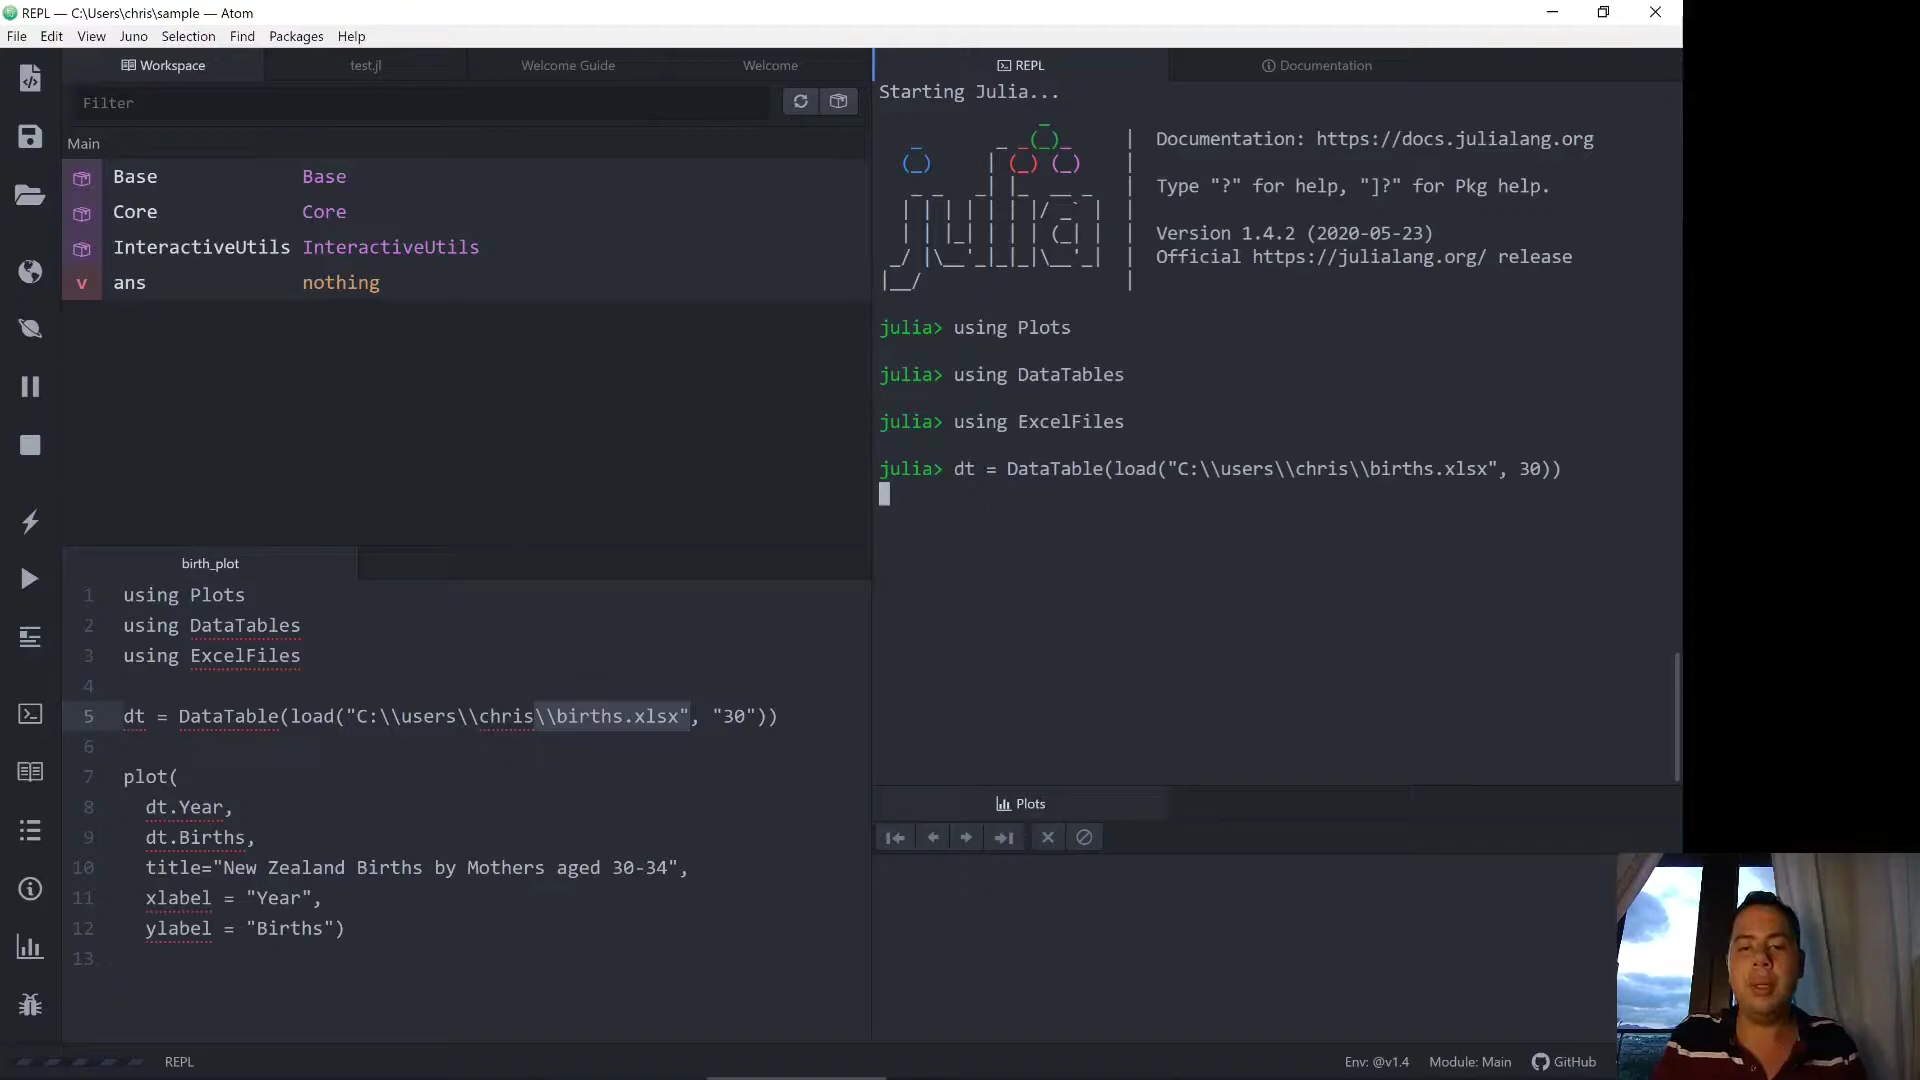 REPL — C:\Users\chris\sample — Atom
File Edit View Juno Selection Find Packages Help
Workspace test.jl Welcome Guide Welcome
Filter
Main
Base Base
Core Core
InteractiveUtils InteractiveUtils
v ans nothing
birth_plot
1 using Plots
2 using DataTables
3 using ExcelFiles
4
5 dt = DataTable(load("C:\\users\\chris\\births.xlsx", "30"))
6
7 plot(
8 dt.Year,
9 dt.Births,
10 title="New Zealand Births by Mothers aged 30-34",
11 xlabel = "Year",
12 ylabel = "Births")
13
REPL Documentation
Starting Julia...
Documentation: https://docs.julialang.org
Type "?" for help, "]?" for Pkg help.
Version 1.4.2 (2020-05-23)
Official https://julialang.org/ release
julia> using Plots
julia> using DataTables
julia> using ExcelFiles
julia> dt = DataTable(load("C:\\users\\chris\\births.xlsx", 30))
Plots
REPL Env: @v1.4 Module: Main GitHub